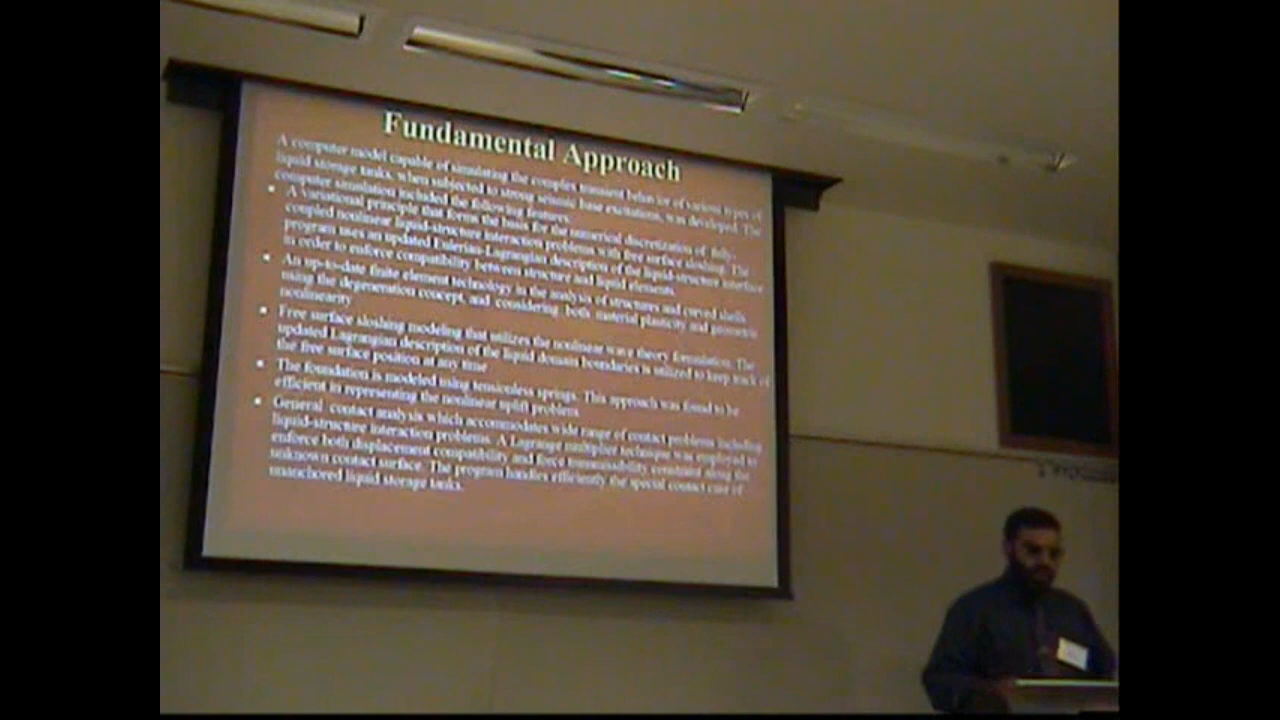 Fundamental Approach
A computer model capable of simulating the complex transient behavior of various types of
liquid storage tanks, when subjected to strong seismic base excitations, was developed. The
computer simulation included the following features:
• A variational principle that forms the basis for the numerical discretization of fully-
coupled nonlinear liquid-structure interaction problems with free surface sloshing. The
program uses an updated Eulerian-Lagrangian description of the liquid-structure interface
in order to enforce compatibility between structure and liquid elements.
• An up-to-date finite element technology in the analysis of structures and curved shells
using the degeneration concept, and considering both material plasticity and geometric
nonlinearity
• Free surface sloshing modeling that utilizes the nonlinear wave theory formulation. The
updated Lagrangian description of the liquid domain boundaries is utilized to keep track of
the free surface position at any time
• The foundation is modeled using tensionless springs. This approach was found to be
efficient in representing the nonlinear uplift problem
• General contact analysis which accommodates wide range of contact problems including
liquid-structure interaction problems. A Lagrange multiplier technique was employed to
enforce both displacement compatibility and force transmissibility constraint along the
unknown contact surface. The program handles efficiently the special contact case of
unanchored liquid storage tanks.